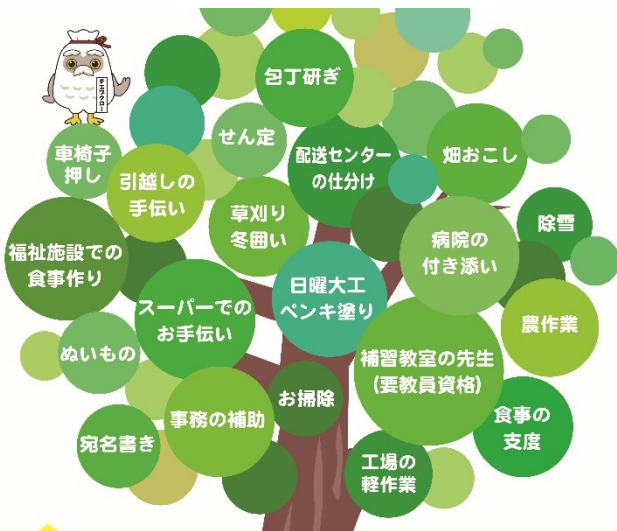 包丁研ぎ
チエブクロー
せん定
車椅子
押し
引越しの
手伝い
配送センター
の仕分け
畑おこし
草刈り
冬囲い
除雪
病院の
付き添い
福祉施設での
食事作り
日曜大工
ペンキ塗り
スーパーでの
お手伝い
農作業
ぬいもの
補習教室の先生
(要教員資格)
お掃除
事務の補助
食事の
支度
宛名書き
工場の
軽作業